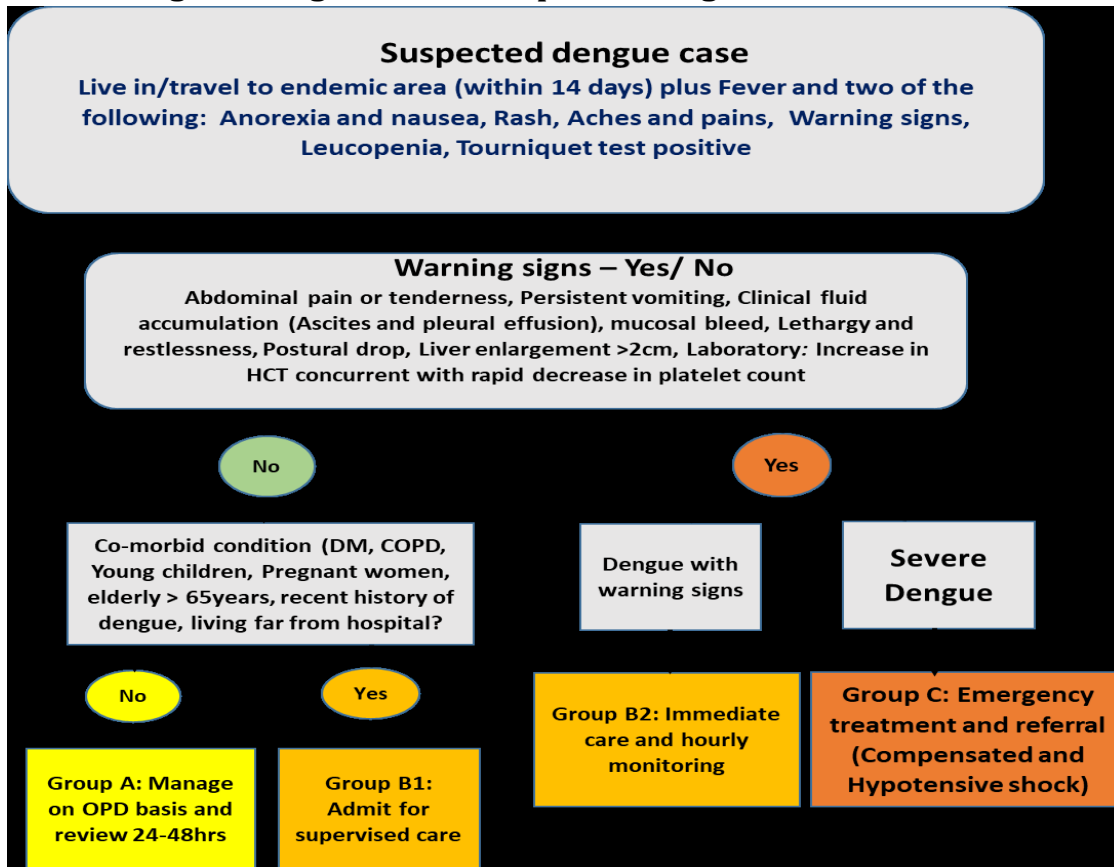 Suspected dengue case
Live in/travel to endemic area (within 14 days) plus Fever and two of the
following: Anorexia and nausea, Rash, Aches and pains, Warning signs,
Leucopenia, Tourniquet test positive
Warning signs – Yes/ No
Abdominal pain or tenderness, Persistent vomiting, Clinical fluid
accumulation (Ascites and pleural effusion), mucosal bleed, Lethargy and
restlessness, Postural drop, Liver enlargement >2cm, Laboratory: Increase in
HCT concurrent with rapid decrease in platelet count
No
Yes
Co-morbid condition (DM, COPD,
Young children, Pregnant women,
elderly > 65years, recent history of
dengue, living far from hospital?
Dengue with
warning signs
Severe
Dengue
No
Yes
Group A: Manage
on OPD basis and
review 24-48hrs
Group B1:
Admit for
supervised care
Group B2: Immediate
care and hourly
monitoring
Group C: Emergency
treatment and referral
(Compensated and
Hypotensive shock)